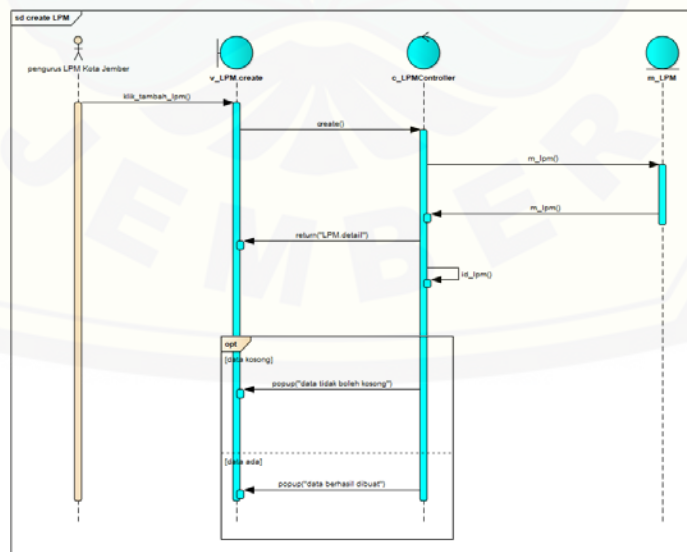 sd create LPM
pengurus LPM Kota Jember
v_LPM.create
c_LPMController
m_LPM
klik_tambah_lpm()
create()
m_lpm()
m_lpm()
return("LPM.detail")
id_lpm()
opt
[data kosong]
popup("data tidak boleh kosong")
[data ada]
popup("data berhasil dibuat")
JEMBER